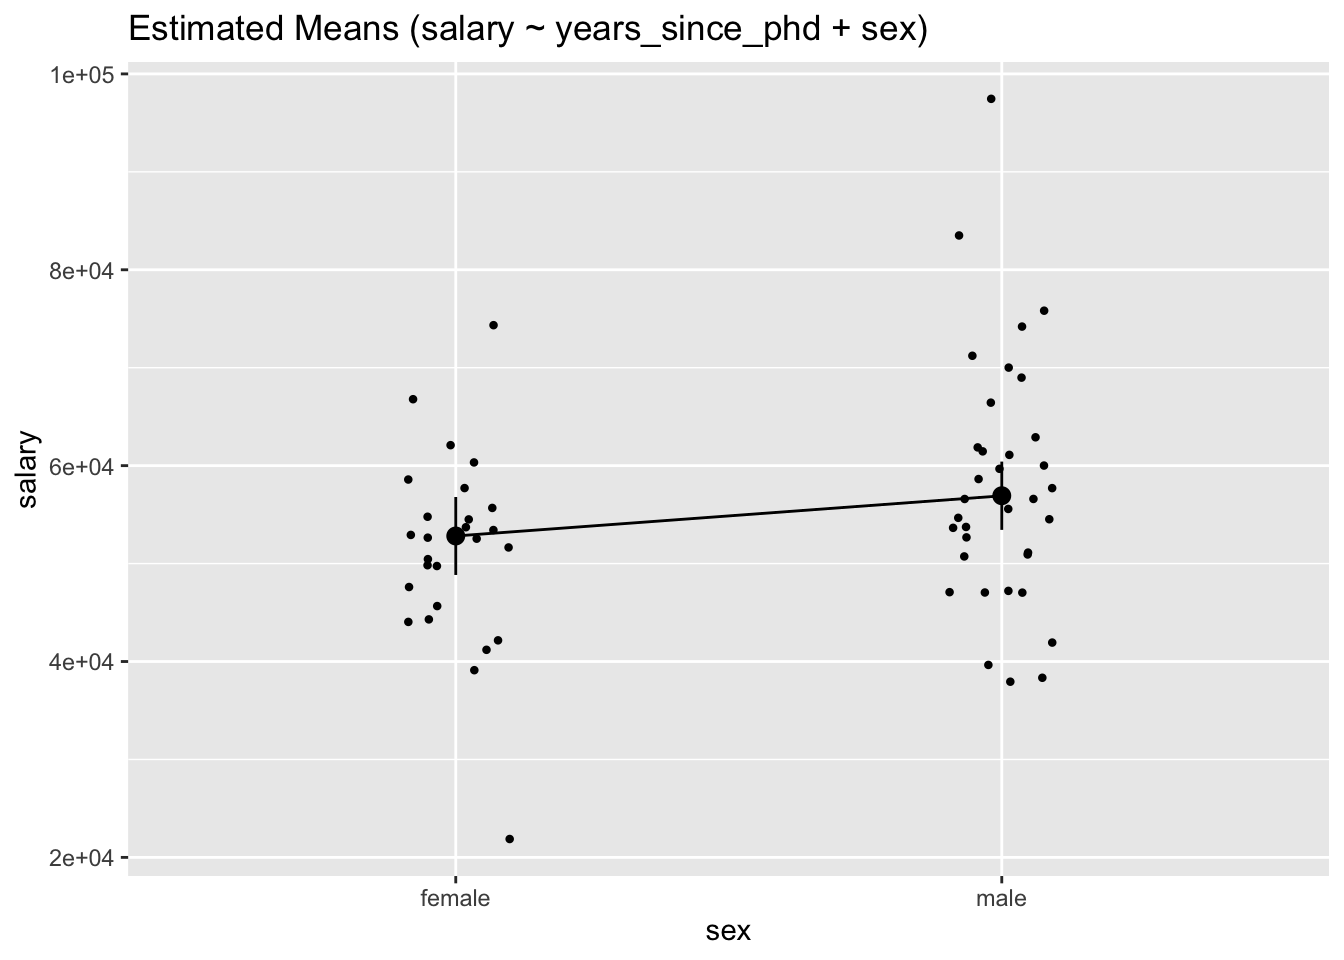 Estimated Means (salary ~ years_since_phd + sex)
1e+05
8e+04
6e+04
4e+04
2e+04
salary
female
male
sex